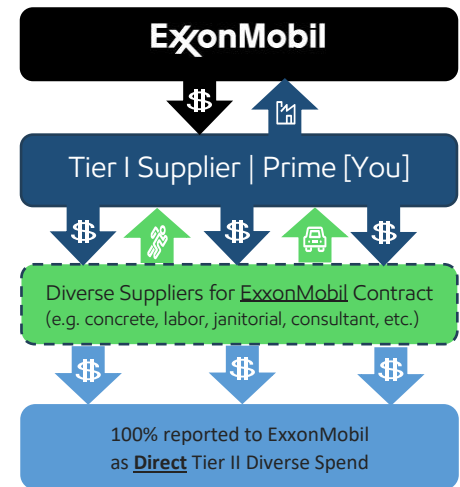 ExxonMobil
$
Tier I Supplier | Prime [You]
$ $ $
Diverse Suppliers for ExxonMobil Contract
(e.g. concrete, labor, janitorial, consultant, etc.)
$ $ $
100% reported to ExxonMobil
as Direct Tier II Diverse Spend